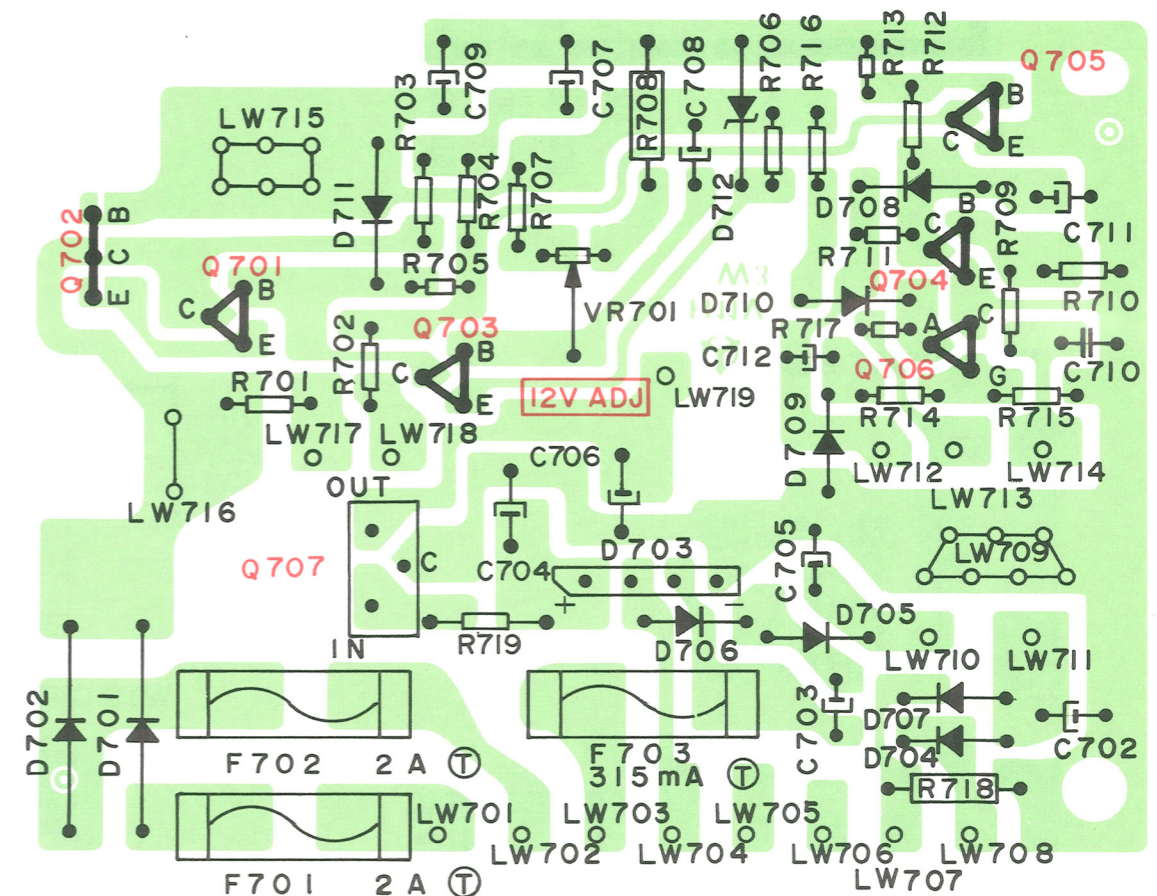 R713
R712
Q705
R706
R716
C709
C707
R708
C708
R703
B
C
E
LW715
D711
R704
R707
D712
D708
R709
B
C
E
C711
Q702
B
C
E
Q701
B
C
E
R705
R711
Q704
R710
VR701
D710
R717
A
C
G
R702
Q703
B
C
E
C712
Q706
C710
R701
12V ADJ
LW719
R714
R715
LW717
LW718
D709
LW712
LW714
C706
OUT
LW713
LW716
Q707
C
C704
D703
C705
LW709
+
−
IN
R719
D706
D705
LW710
LW711
D702
D701
C703
D707
C702
F702 2A T
F703
315mA T
D704
R718
LW701
LW703
LW705
LW702
LW704
LW706
LW708
F701 2A T
LW707